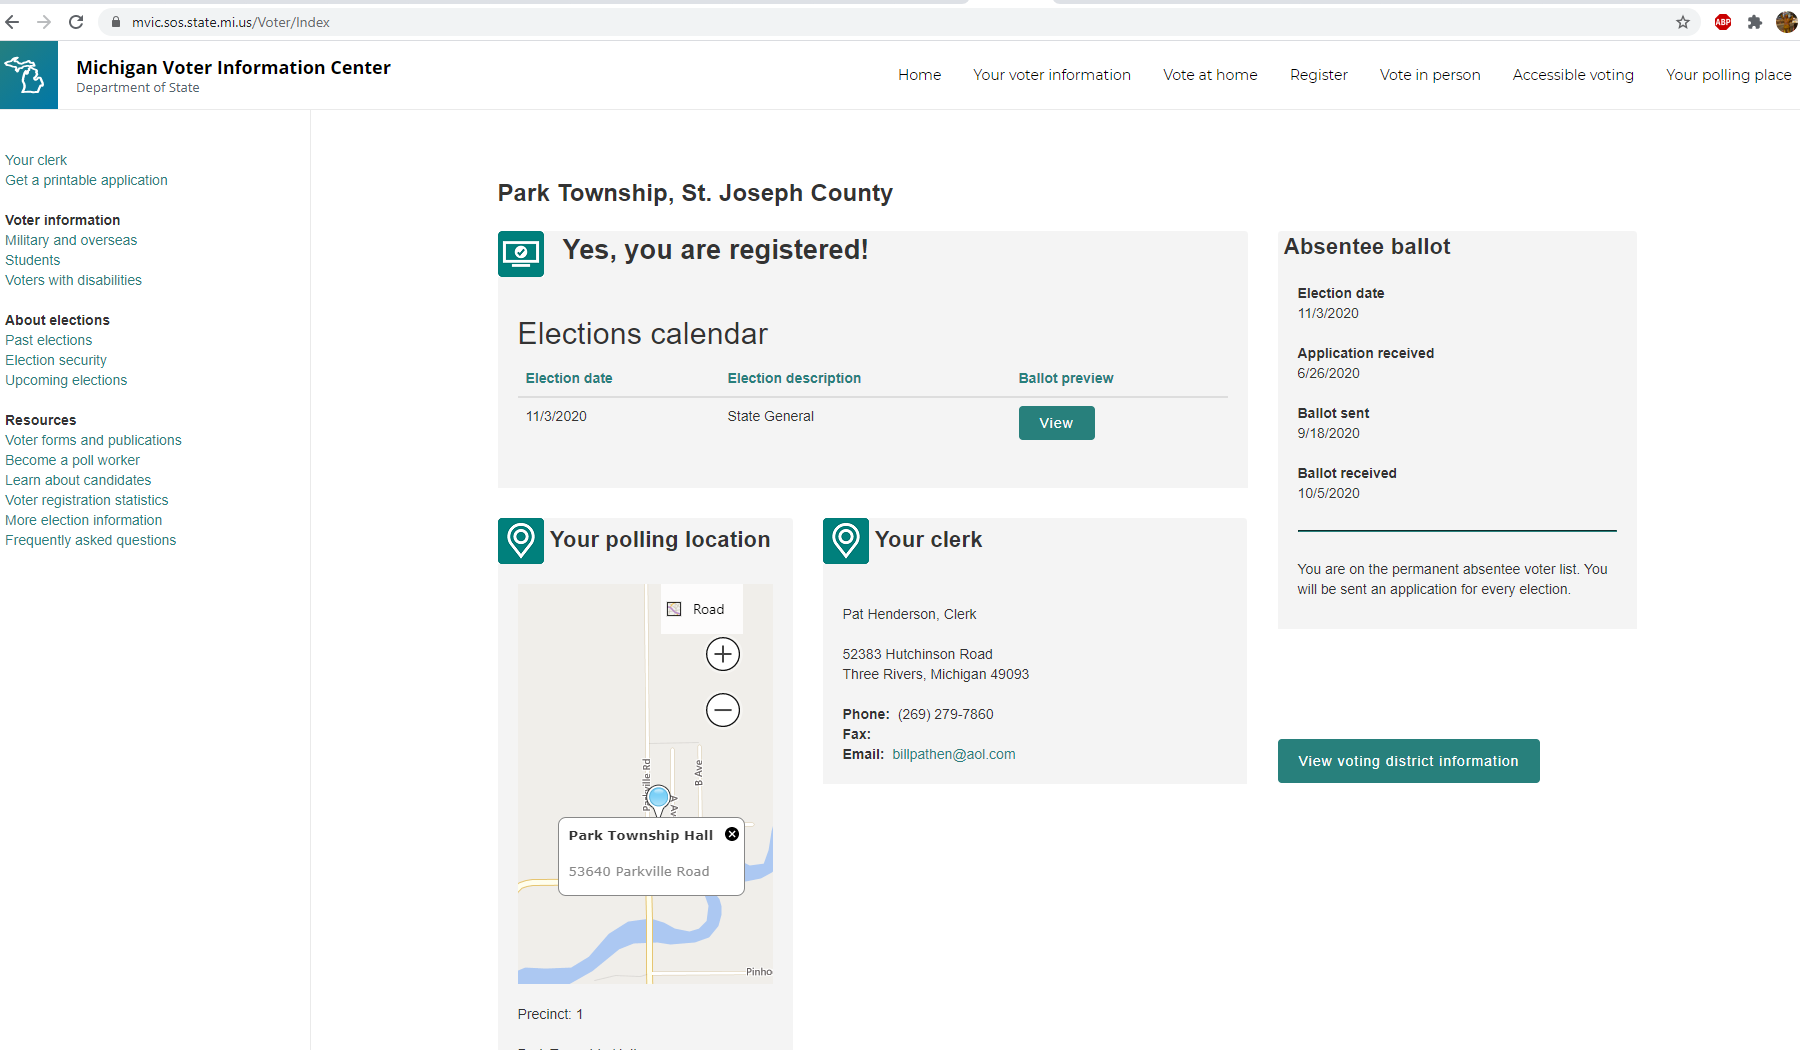 mvic.sos.state.mi.us/Voter/Index
ABP
Michigan Voter Information Center
Department of State
Home
Your voter information
Vote at home
Register
Vote in person
Accessible voting
Your polling place
Your clerk
Get a printable application
Voter information
Military and overseas
Students
Voters with disabilities
About elections
Past elections
Election security
Upcoming elections
Resources
Voter forms and publications
Become a poll worker
Learn about candidates
Voter registration statistics
More election information
Frequently asked questions
Park Township, St. Joseph County
Yes, you are registered!
Elections calendar
Election date Election description Ballot preview
11/3/2020 State General View
Absentee ballot
Election date
11/3/2020
Application received
6/26/2020
Ballot sent
9/18/2020
Ballot received
10/5/2020
You are on the permanent absentee voter list. You
will be sent an application for every election.
Your polling location
Road
Parkville Rd
A Av
B Ave
Park Township Hall
53640 Parkville Road
Pinho
Precinct: 1
Your clerk
Pat Henderson, Clerk
52383 Hutchinson Road
Three Rivers, Michigan 49093
Phone: (269) 279-7860
Fax:
Email: billpathen@aol.com
View voting district information